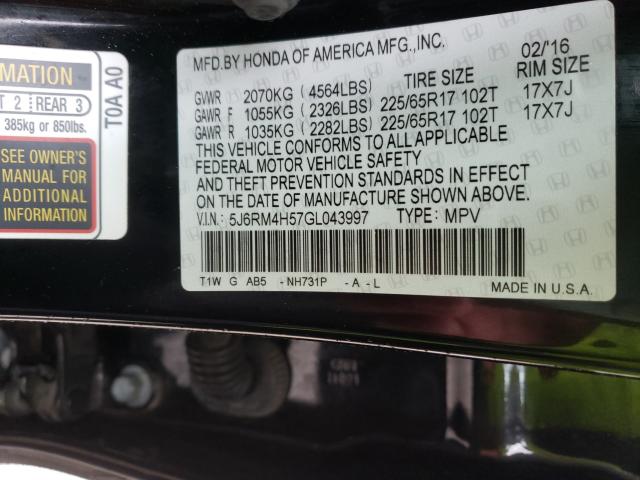 MATION
T 2 REAR 3
385kg or 850lbs.
SEE OWNER'S
MANUAL FOR
ADDITIONAL
INFORMATION
T0A A0
MFD.BY HONDA OF AMERICA MFG.,INC. 02/'16
GVWR 2070KG ( 4564LBS) TIRE SIZE RIM SIZE
GAWR F 1055KG ( 2326LBS) 225/65R17 102T 17X7J
GAWR R 1035KG ( 2282LBS) 225/65R17 102T 17X7J
THIS VEHICLE CONFORMS TO ALL APPLICABLE
FEDERAL MOTOR VEHICLE SAFETY
AND THEFT PREVENTION STANDARDS IN EFFECT
ON THE DATE OF MANUFACTURE SHOWN ABOVE.
V.I.N: 5J6RM4H57GL043997 TYPE: MPV
T1W G AB5 -NH731P -A -L
MADE IN U.S.A.